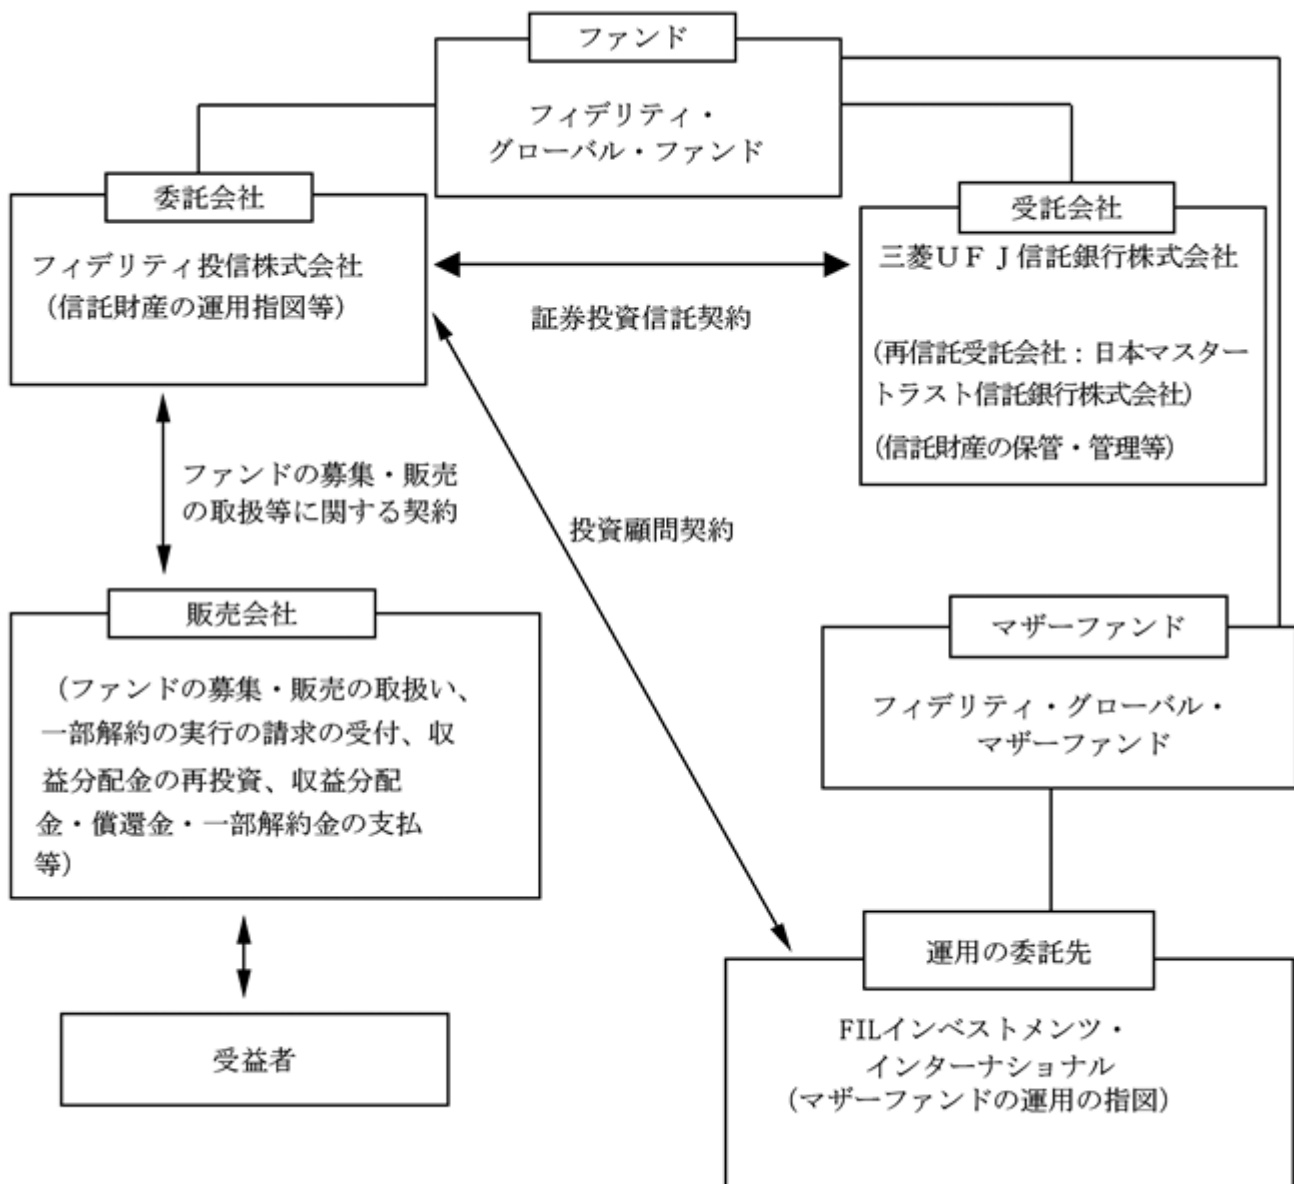 ファンド
フィデリティ・
グローバル・ファンド
委託会社
フィデリティ投信株式会社
（信託財産の運用指図等）
受託会社
三菱ＵＦＪ信託銀行株式会社
(再信託受託会社：日本マスター
トラスト信託銀行株式会社)
(信託財産の保管・管理等)
証券投資信託契約
ファンドの募集・販売
の取扱等に関する契約
投資顧問契約
販売会社
（ファンドの募集・販売の取扱い、
一部解約の実行の請求の受付、収
益分配金の再投資、収益分配
金・償還金・一部解約金の支払
等）
マザーファンド
フィデリティ・グローバル・
マザーファンド
運用の委託先
FILインベストメンツ・
インターナショナル
（マザーファンドの運用の指図）
受益者